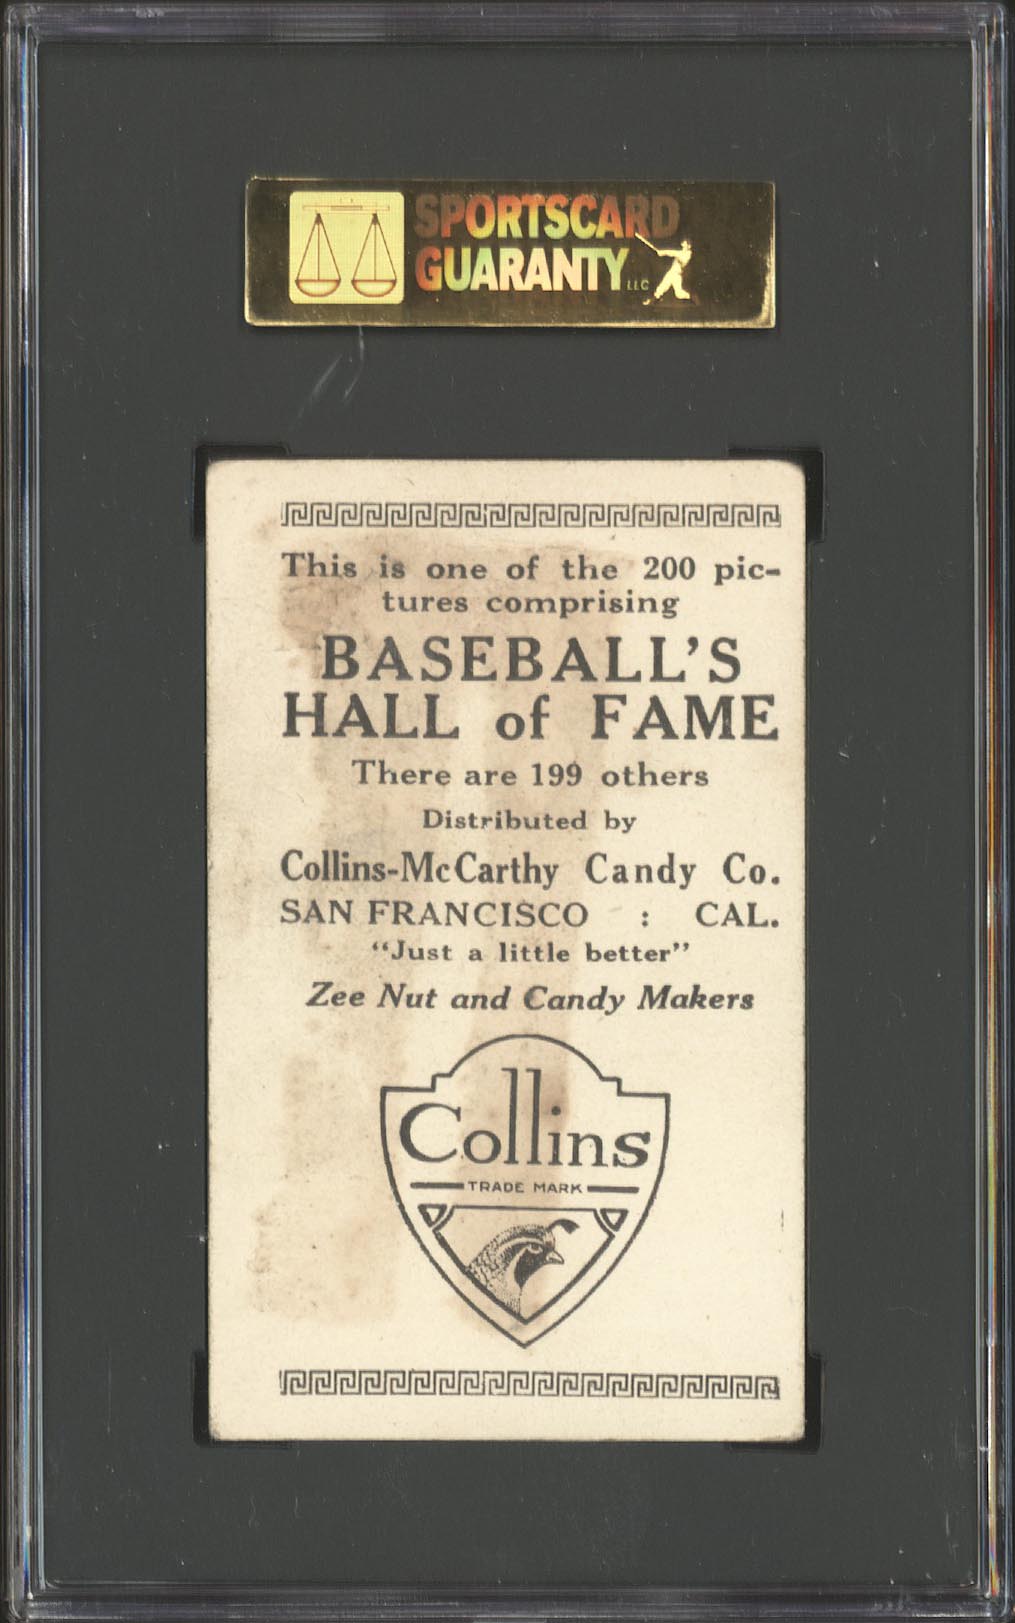 SPORTSCARD
GUARANTY LLC
This is one of the 200 pic-
tures comprising
BASEBALL'S
HALL of FAME
There are 199 others
Distributed by
Collins-McCarthy Candy Co.
SAN FRANCISCO : CAL.
"Just a little better"
Zee Nut and Candy Makers
Collins
TRADE MARK